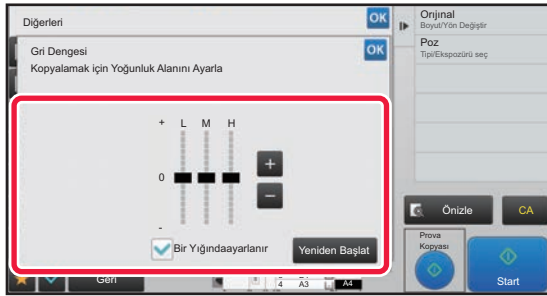 Diğerleri
OK
Gri Dengesi
OK
Kopyalamak için Yoğunluk Alanını Ayarla
+ L M H
+
0
−
-
Bir Yığındaayarlanır
Yeniden Başlat
Geri
4 A3 A4
Orijinal
Boyut/Yön Değiştir
Poz
Tipi/Ekspozürü seç
Önizle
CA
Prova
Kopyası
Start